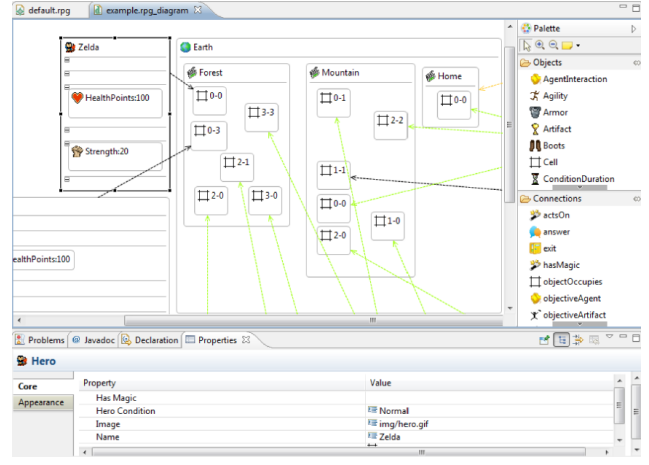 default.rpg
example.rpg_diagram
Zelda
HealthPoints:100
Strength:20
ealthPoints:100
Earth
Forest
0-0
3-3
0-3
2-1
2-0
3-0
Mountain
0-1
2-2
1-1
0-0
1-0
2-0
Home
0-0
Palette
Objects
AgentInteraction
Agility
Armor
Artifact
Boots
Cell
ConditionDuration
Connections
actsOn
answer
exit
hasMagic
objectOccupies
objectiveAgent
objectiveArtifact
Problems @ Javadoc Declaration Properties
Hero
Core
Appearance
Property Value
Has Magic
Hero Condition Normal
Image img/hero.gif
Name Zelda